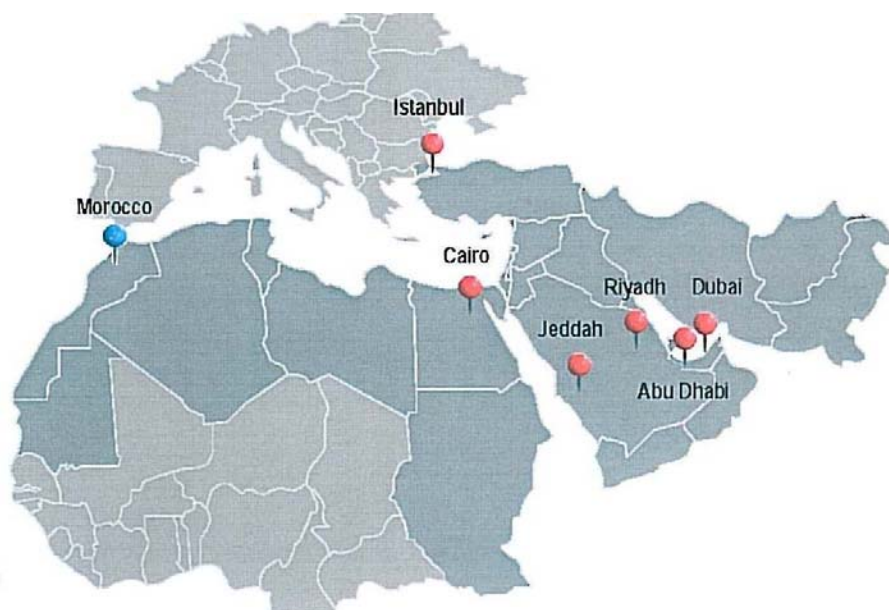 Istanbul
Morocco
Cairo
Riyadh
Dubai
Jeddah
Abu Dhabi